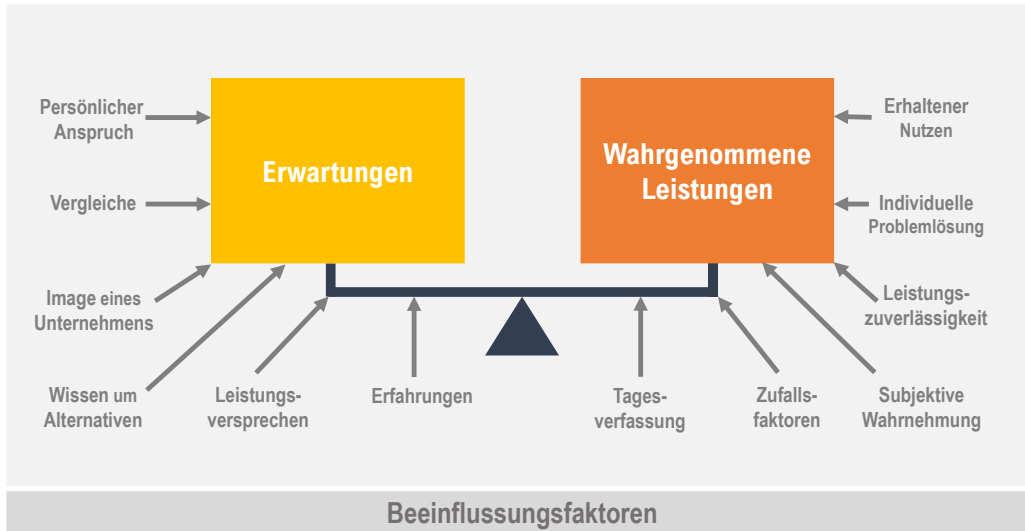 Persönlicher
Anspruch
Vergleiche
Image eines
Unternehmens
Wissen um
Alternativen
Leistungs-
versprechen
Erfahrungen
Erwartungen
Wahrgenommene
Leistungen
Erhaltener
Nutzen
Individuelle
Problemlösung
Leistungs-
zuverlässigkeit
Subjektive
Wahrnehmung
Zufalls-
faktoren
Tages-
verfassung
Beeinflussungsfaktoren